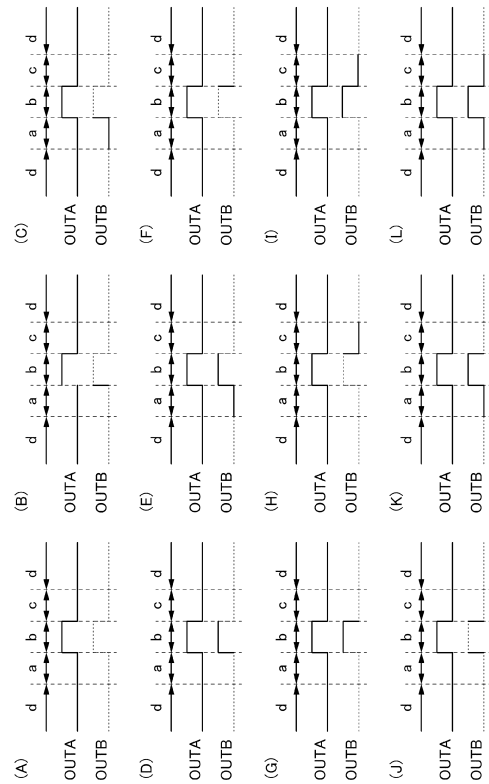 (A)
d a b c d
OUTA
OUTB
(B)
d a b c d
OUTA
OUTB
(C)
d a b c d
OUTA
OUTB
(D)
d a b c d
OUTA
OUTB
(E)
d a b c d
OUTA
OUTB
(F)
d a b c d
OUTA
OUTB
(G)
d a b c d
OUTA
OUTB
(H)
d a b c d
OUTA
OUTB
(I)
d a b c d
OUTA
OUTB
(J)
d a b c d
OUTA
OUTB
(K)
d a b c d
OUTA
OUTB
(L)
d a b c d
OUTA
OUTB